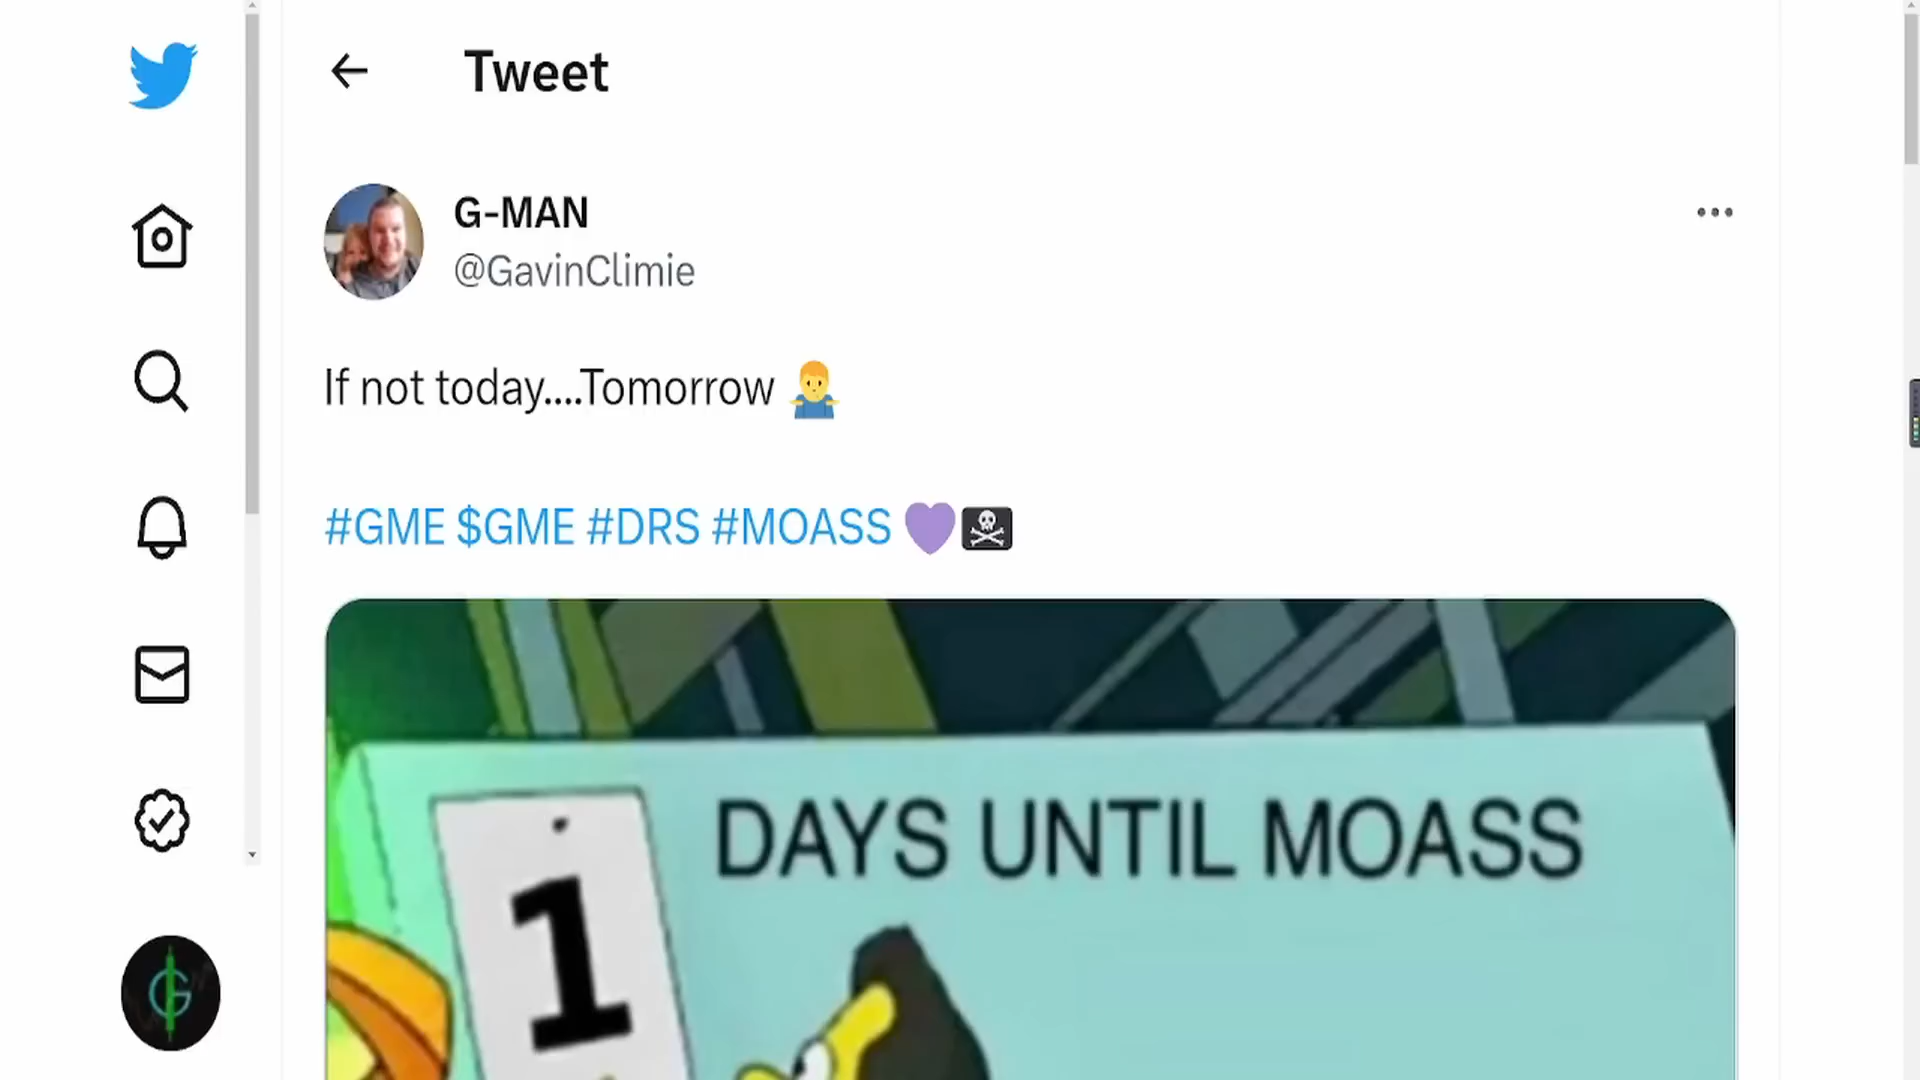 Tweet
G-MAN
@GavinClimie
If not today....Tomorrow 🤷‍♂️
#GME $GME #DRS #MOASS 💜🏴‍☠️
DAYS UNTIL MOASS
1